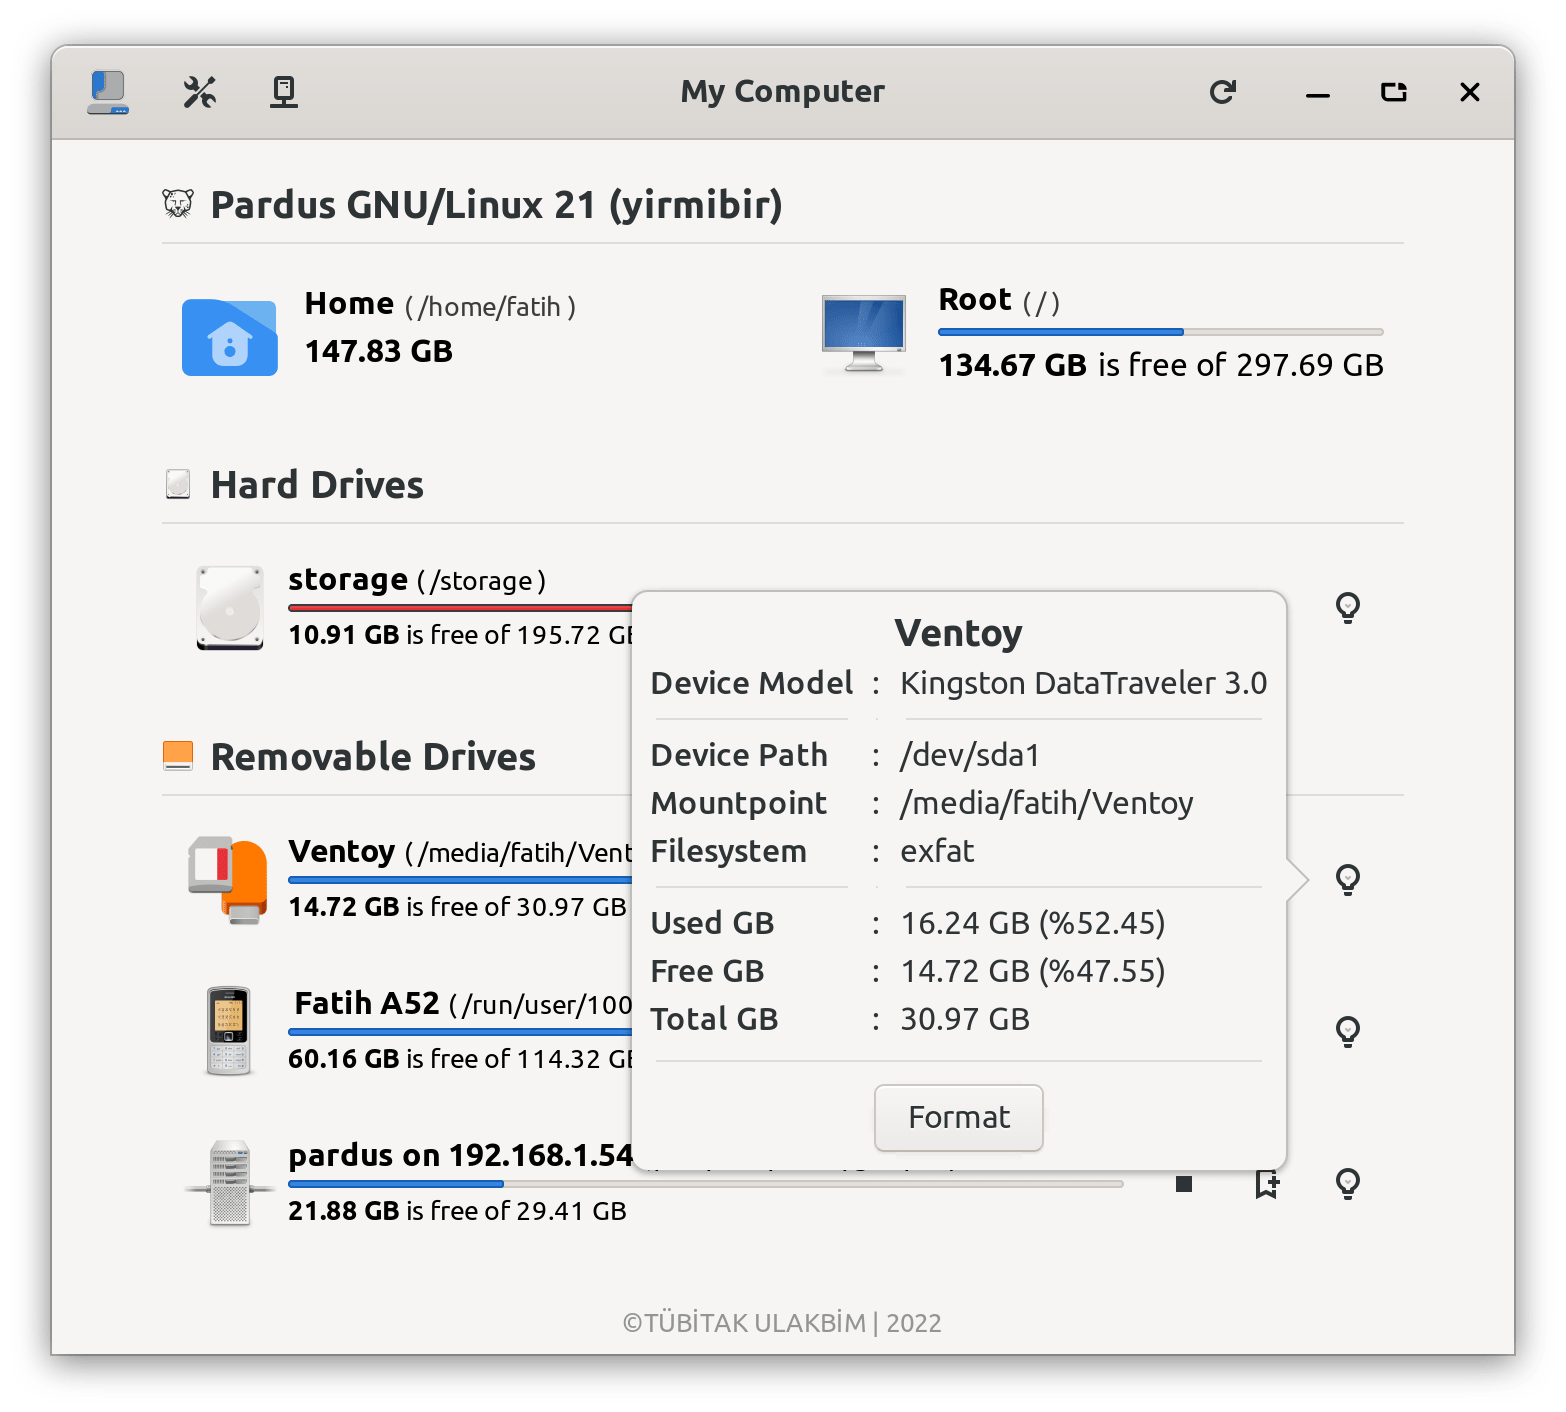 My Computer
Pardus GNU/Linux 21 (yirmibir)
Home ( /home/fatih )
147.83 GB
Root ( / )
134.67 GB is free of 297.69 GB
Hard Drives
storage ( /storage )
10.91 GB is free of 195.72 GB
Removable Drives
Ventoy ( /media/fatih/Vent
14.72 GB is free of 30.97 GB
Fatih A52 ( /run/user/100
60.16 GB is free of 114.32 GB
pardus on 192.168.1.54
21.88 GB is free of 29.41 GB
Ventoy
Device Model : Kingston DataTraveler 3.0
Device Path : /dev/sda1
Mountpoint : /media/fatih/Ventoy
Filesystem : exfat
Used GB : 16.24 GB (%52.45)
Free GB : 14.72 GB (%47.55)
Total GB : 30.97 GB
Format
©TÜBİTAK ULAKBİM | 2022